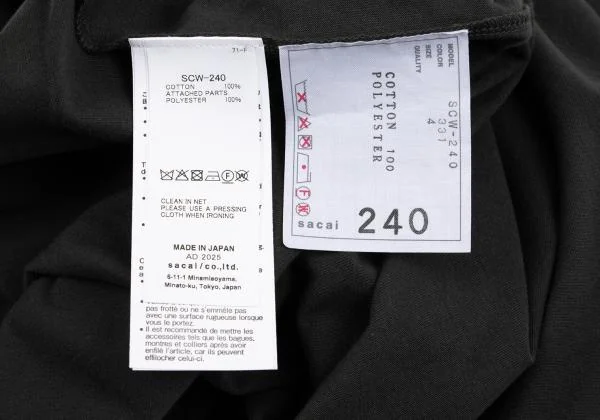 71-F
SCW-240
COTTON 100%
ATTACHED PARTS
POLYESTER 100%
CLEAN IN NET
PLEASE USE A PRESSING
CLOTH WHEN IRONING
MADE IN JAPAN
AD 2025
sacai/co.,ltd.
6-11-1 Minamiaoyama,
Minato-ku, Tokyo, Japan
pas frotté ou ne s'emmêle pas
avec une surface rugueuse lorsque
vous le portez.
• Il est recommandé de mettre les
accessoires tels que les bagues,
montres et colliers après avoir
enfilé l'article, car ils peuvent
effilocher celui-ci.
MODEL SCW-240
COLOR 331
SIZE 4
QUALITY
COTTON 100
POLYESTER
sacai 240